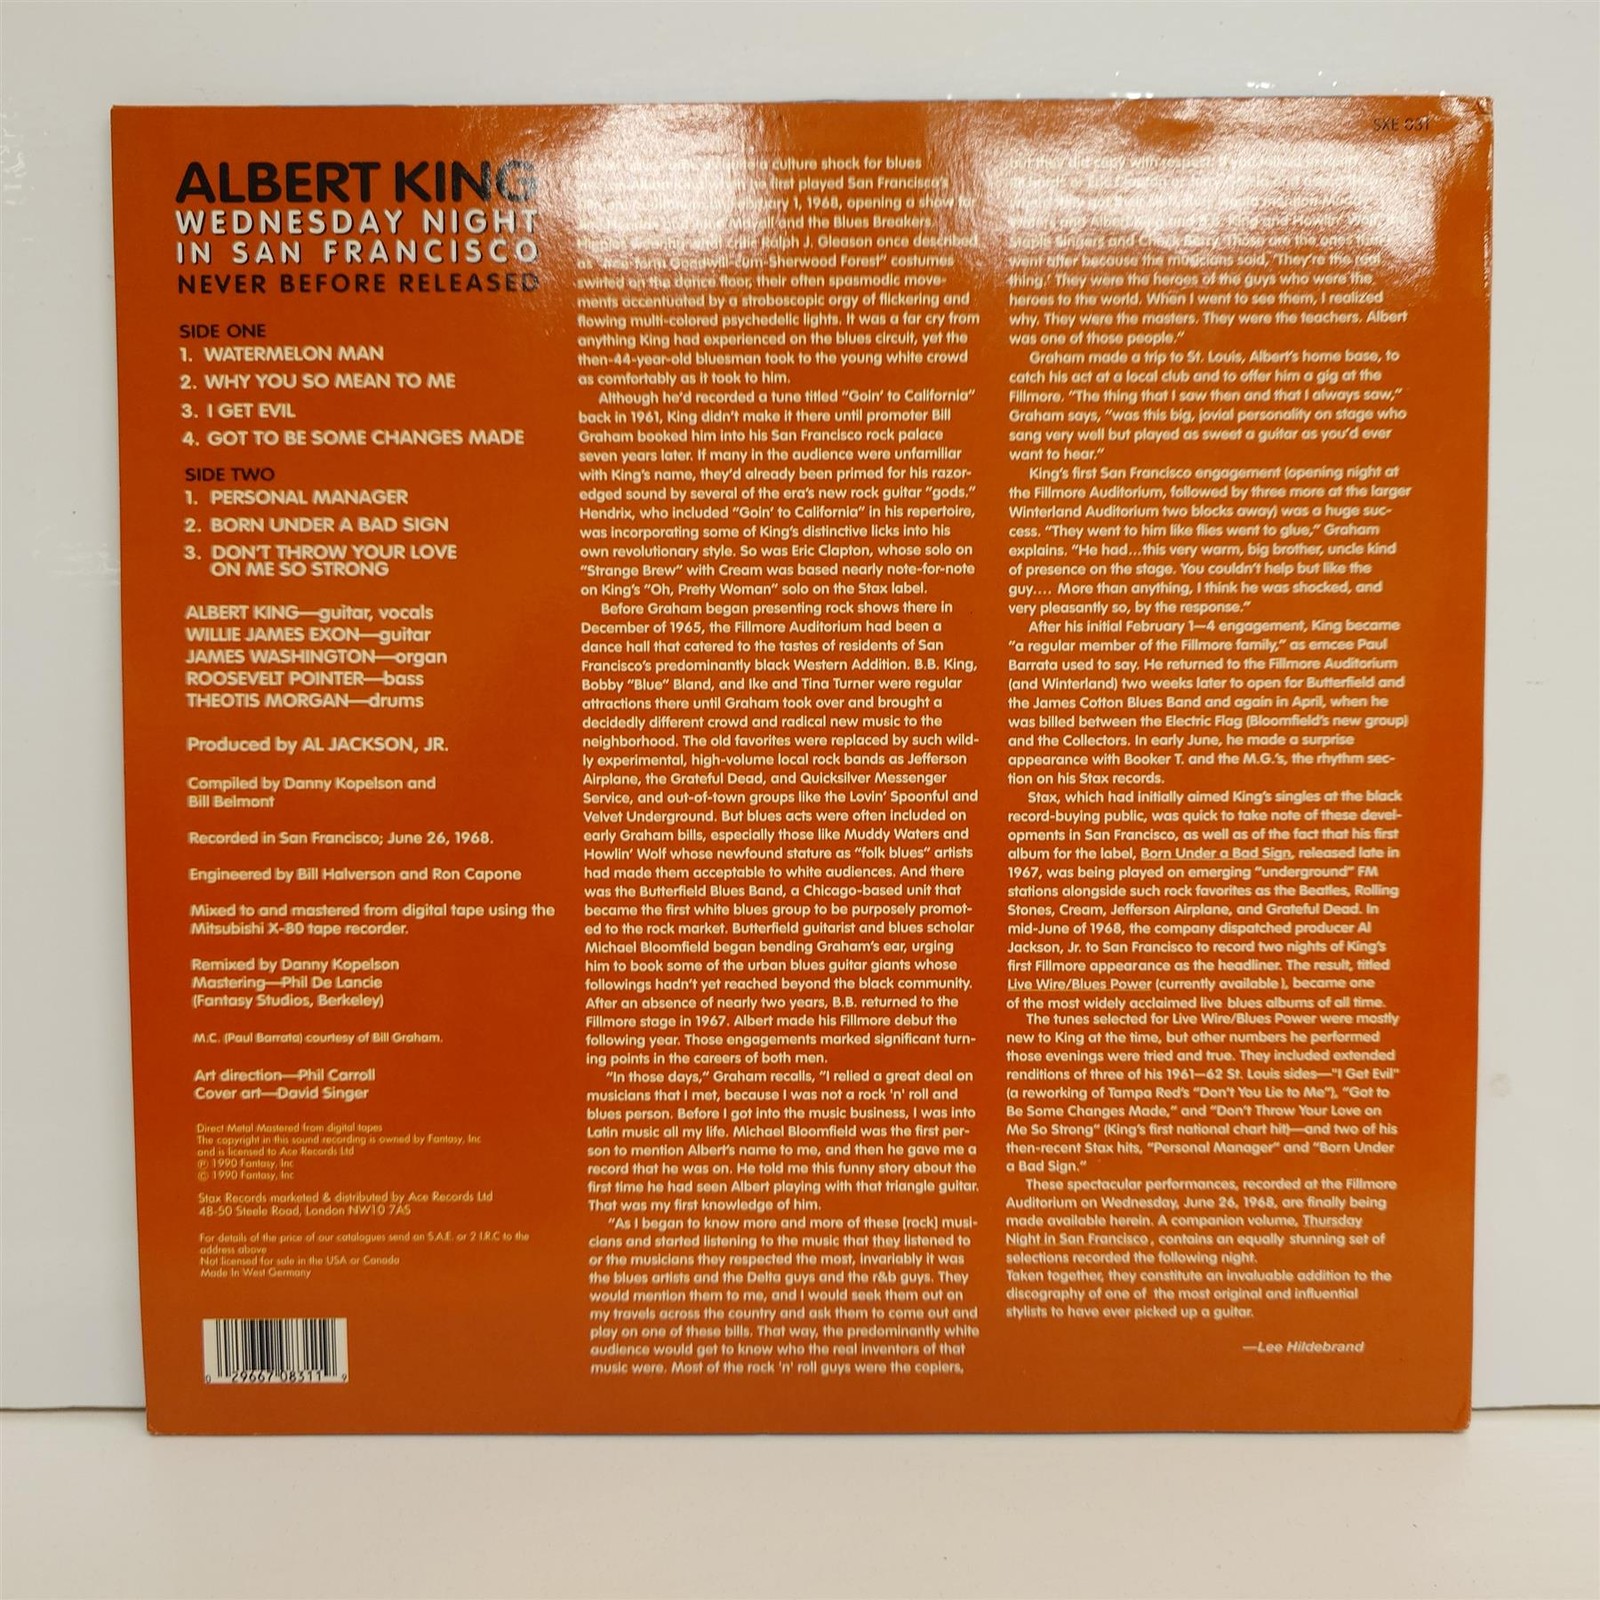 SXE 031
ALBERT KING
WEDNESDAY NIGHT
IN SAN FRANCISCO
NEVER BEFORE RELEASED
SIDE ONE
1. WATERMELON MAN
2. WHY YOU SO MEAN TO ME
3. I GET EVIL
4. GOT TO BE SOME CHANGES MADE
SIDE TWO
1. PERSONAL MANAGER
2. BORN UNDER A BAD SIGN
3. DON'T THROW YOUR LOVE
ON ME SO STRONG
ALBERT KING—guitar, vocals
WILLIE JAMES EXON—guitar
JAMES WASHINGTON—organ
ROOSEVELT POINTER—bass
THEOTIS MORGAN—drums
Produced by AL JACKSON, JR.
Compiled by Danny Kopelson and
Bill Belmont
Recorded in San Francisco; June 26, 1968.
Engineered by Bill Halverson and Ron Capone
Mixed to and mastered from digital tape using the
Mitsubishi X-80 tape recorder.
Remixed by Danny Kopelson
Mastering—Phil De Lancie
(Fantasy Studios, Berkeley)
M.C. (Paul Barrata) courtesy of Bill Graham.
Art direction—Phil Carroll
Cover art—David Singer
Direct Metal Mastered from digital tapes
The copyright in this sound recording is owned by Fantasy, Inc
and is licensed to Ace Records Ltd
℗ 1990 Fantasy, Inc
© 1990 Fantasy, Inc
Stax Records marketed & distributed by Ace Records Ltd
48-50 Steele Road, London NW10 7AS
For details of the price of our catalogues send an S.A.E. or 2 I.R.C to the
address above
Not licensed for sale in the USA or Canada
Made In West Germany
0 29667 08311 9
a culture shock for blues
first played San Francisco's
1, 1968, opening a show for
and the Blues Breakers.
Ralph J. Gleason once described
Goodwill-cum-Sherwood Forest" costumes
swirled on the dance floor, their often spasmodic move-
ments accentuated by a stroboscopic orgy of flickering and
flowing multi-colored psychedelic lights. It was a far cry from
anything King had experienced on the blues circuit, yet the
then-44-year-old bluesman took to the young white crowd
as comfortably as it took to him.
Although he'd recorded a tune titled "Goin' to California"
back in 1961, King didn't make it there until promoter Bill
Graham booked him into his San Francisco rock palace
seven years later. If many in the audience were unfamiliar
with King's name, they'd already been primed for his razor-
edged sound by several of the era's new rock guitar "gods."
Hendrix, who included "Goin' to California" in his repertoire,
was incorporating some of King's distinctive licks into his
own revolutionary style. So was Eric Clapton, whose solo on
"Strange Brew" with Cream was based nearly note-for-note
on King's "Oh, Pretty Woman" solo on the Stax label.
Before Graham began presenting rock shows there in
December of 1965, the Fillmore Auditorium had been a
dance hall that catered to the tastes of residents of San
Francisco's predominantly black Western Addition. B.B. King,
Bobby "Blue" Bland, and Ike and Tina Turner were regular
attractions there until Graham took over and brought a
decidedly different crowd and radical new music to the
neighborhood. The old favorites were replaced by such wild-
ly experimental, high-volume local rock bands as Jefferson
Airplane, the Grateful Dead, and Quicksilver Messenger
Service, and out-of-town groups like the Lovin' Spoonful and
Velvet Underground. But blues acts were often included on
early Graham bills, especially those like Muddy Waters and
Howlin' Wolf whose newfound stature as "folk blues" artists
had made them acceptable to white audiences. And there
was the Butterfield Blues Band, a Chicago-based unit that
became the first white blues group to be purposely promot-
ed to the rock market. Butterfield guitarist and blues scholar
Michael Bloomfield began bending Graham's ear, urging
him to book some of the urban blues guitar giants whose
followings hadn't yet reached beyond the black community.
After an absence of nearly two years, B.B. returned to the
Fillmore stage in 1967. Albert made his Fillmore debut the
following year. Those engagements marked significant turn-
ing points in the careers of both men.
"In those days," Graham recalls, "I relied a great deal on
musicians that I met, because I was not a rock 'n' roll and
blues person. Before I got into the music business, I was into
Latin music all my life. Michael Bloomfield was the first per-
son to mention Albert's name to me, and then he gave me a
record that he was on. He told me this funny story about the
first time he had seen Albert playing with that triangle guitar.
That was my first knowledge of him.
"As I began to know more and more of these [rock] musi-
cians and started listening to the music that they listened to
or the musicians they respected the most, invariably it was
the blues artists and the Delta guys and the r&b guys. They
would mention them to me, and I would seek them out on
my travels across the country and ask them to come out and
play on one of these bills. That way, the predominantly white
audience would get to know who the real inventors of that
music were. Most of the rock 'n' roll guys were the copiers,
but they did copy with respect.
Staple Singers and Chuck Berry. Those are the ones that
went after because the musicians said, 'They're the real
thing.' They were the heroes of the guys who were the
heroes to the world. When I went to see them, I realized
why. They were the masters. They were the teachers. Albert
was one of those people."
Graham made a trip to St. Louis, Albert's home base, to
catch his act at a local club and to offer him a gig at the
Fillmore. "The thing that I saw then and that I always saw,"
Graham says, "was this big, jovial personality on stage who
sang very well but played as sweet a guitar as you'd ever
want to hear."
King's first San Francisco engagement (opening night at
the Fillmore Auditorium, followed by three more at the larger
Winterland Auditorium two blocks away) was a huge suc-
cess. "They went to him like flies went to glue," Graham
explains. "He had...this very warm, big brother, uncle kind
of presence on the stage. You couldn't help but like the
guy.... More than anything, I think he was shocked, and
very pleasantly so, by the response."
After his initial February 1—4 engagement, King became
"a regular member of the Fillmore family," as emcee Paul
Barrata used to say. He returned to the Fillmore Auditorium
(and Winterland) two weeks later to open for Butterfield and
the James Cotton Blues Band and again in April, when he
was billed between the Electric Flag (Bloomfield's new group)
and the Collectors. In early June, he made a surprise
appearance with Booker T. and the M.G.'s, the rhythm sec-
tion on his Stax records.
Stax, which had initially aimed King's singles at the black
record-buying public, was quick to take note of these devel-
opments in San Francisco, as well as of the fact that his first
album for the label, Born Under a Bad Sign, released late in
1967, was being played on emerging "underground" FM
stations alongside such rock favorites as the Beatles, Rolling
Stones, Cream, Jefferson Airplane, and Grateful Dead. In
mid-June of 1968, the company dispatched producer Al
Jackson, Jr. to San Francisco to record two nights of King's
first Fillmore appearance as the headliner. The result, titled
Live Wire/Blues Power (currently available ), became one
of the most widely acclaimed live blues albums of all time.
The tunes selected for Live Wire/Blues Power were mostly
new to King at the time, but other numbers he performed
those evenings were tried and true. They included extended
renditions of three of his 1961—62 St. Louis sides—"I Get Evil"
(a reworking of Tampa Red's "Don't You Lie to Me"), "Got to
Be Some Changes Made," and "Don't Throw Your Love on
Me So Strong" (King's first national chart hit)—and two of his
then-recent Stax hits, "Personal Manager" and "Born Under
a Bad Sign."
These spectacular performances, recorded at the Fillmore
Auditorium on Wednesday, June 26, 1968, are finally being
made available herein. A companion volume, Thursday
Night in San Francisco , contains an equally stunning set of
selections recorded the following night.
Taken together, they constitute an invaluable addition to the
discography of one of the most original and influential
stylists to have ever picked up a guitar.
—Lee Hildebrand